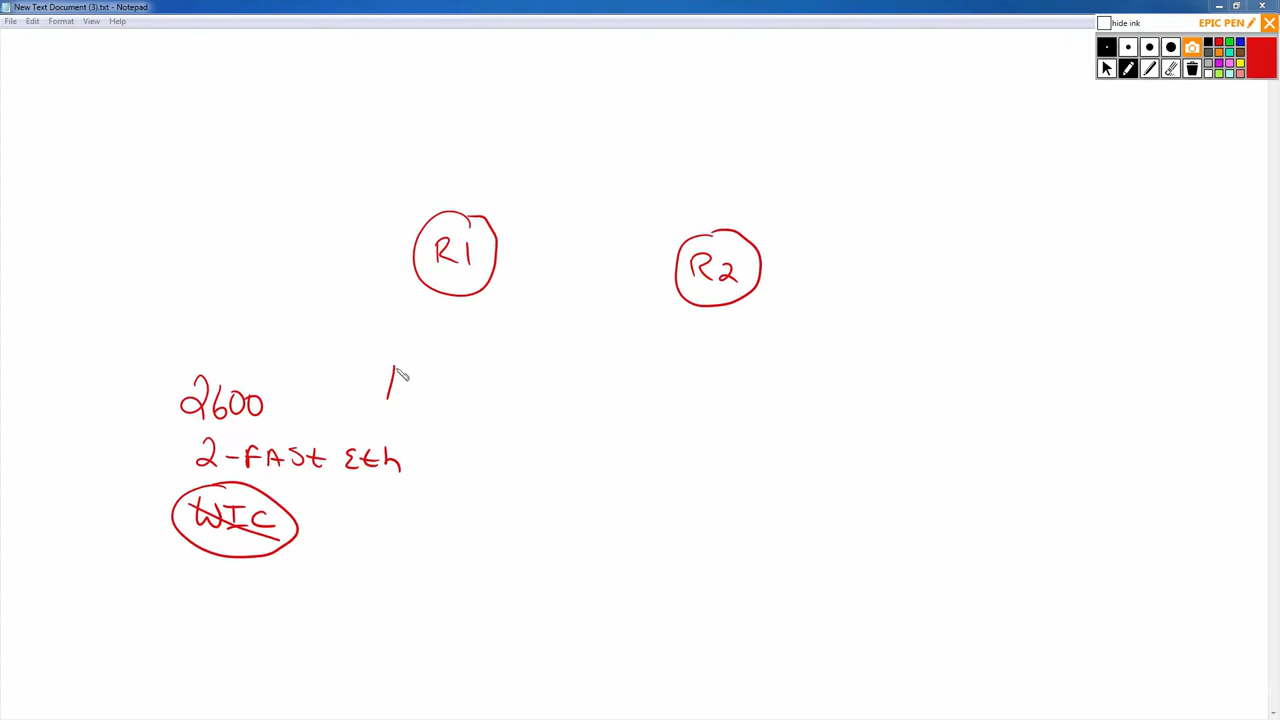 New Text Document (3).txt - Notepad
File Edit Format View Help
hide ink EPIC PEN
R1
R2
2600
2-FAST Eth
WIC